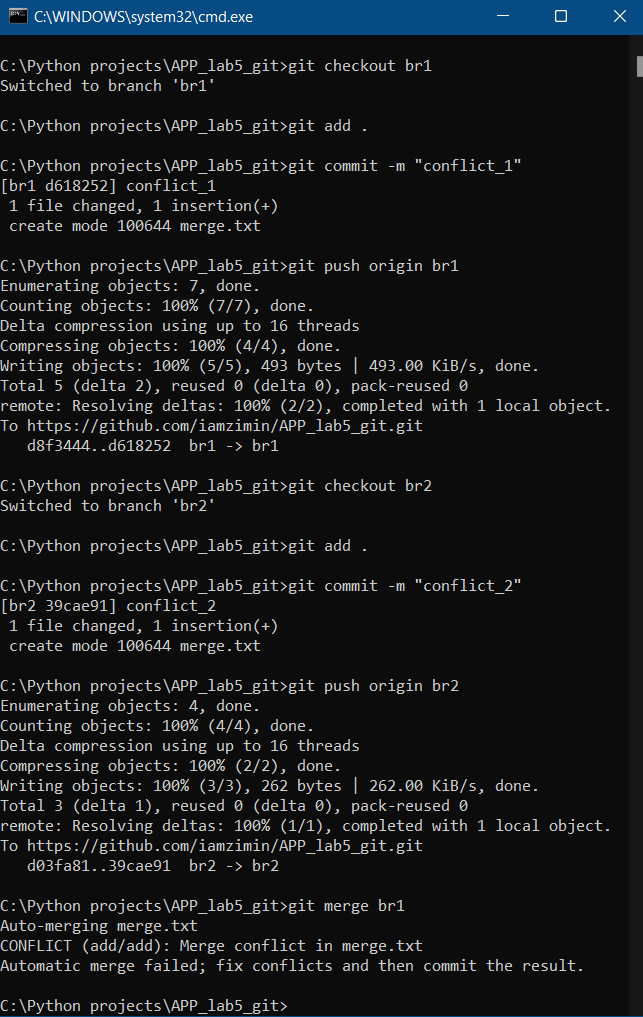 C:\WINDOWS\system32\cmd.exe
C:\Python projects\APP_lab5_git>git checkout br1
Switched to branch 'br1'
C:\Python projects\APP_lab5_git>git add .
C:\Python projects\APP_lab5_git>git commit -m "conflict_1"
[br1 d618252] conflict_1
 1 file changed, 1 insertion(+)
 create mode 100644 merge.txt
C:\Python projects\APP_lab5_git>git push origin br1
Enumerating objects: 7, done.
Counting objects: 100% (7/7), done.
Delta compression using up to 16 threads
Compressing objects: 100% (4/4), done.
Writing objects: 100% (5/5), 493 bytes | 493.00 KiB/s, done.
Total 5 (delta 2), reused 0 (delta 0), pack-reused 0
remote: Resolving deltas: 100% (2/2), completed with 1 local object.
To https://github.com/iamzimin/APP_lab5_git.git
   d8f3444..d618252  br1 -> br1
C:\Python projects\APP_lab5_git>git checkout br2
Switched to branch 'br2'
C:\Python projects\APP_lab5_git>git add .
C:\Python projects\APP_lab5_git>git commit -m "conflict_2"
[br2 39cae91] conflict_2
 1 file changed, 1 insertion(+)
 create mode 100644 merge.txt
C:\Python projects\APP_lab5_git>git push origin br2
Enumerating objects: 4, done.
Counting objects: 100% (4/4), done.
Delta compression using up to 16 threads
Compressing objects: 100% (2/2), done.
Writing objects: 100% (3/3), 262 bytes | 262.00 KiB/s, done.
Total 3 (delta 1), reused 0 (delta 0), pack-reused 0
remote: Resolving deltas: 100% (1/1), completed with 1 local object.
To https://github.com/iamzimin/APP_lab5_git.git
   d03fa81..39cae91  br2 -> br2
C:\Python projects\APP_lab5_git>git merge br1
Auto-merging merge.txt
CONFLICT (add/add): Merge conflict in merge.txt
Automatic merge failed; fix conflicts and then commit the result.
C:\Python projects\APP_lab5_git>